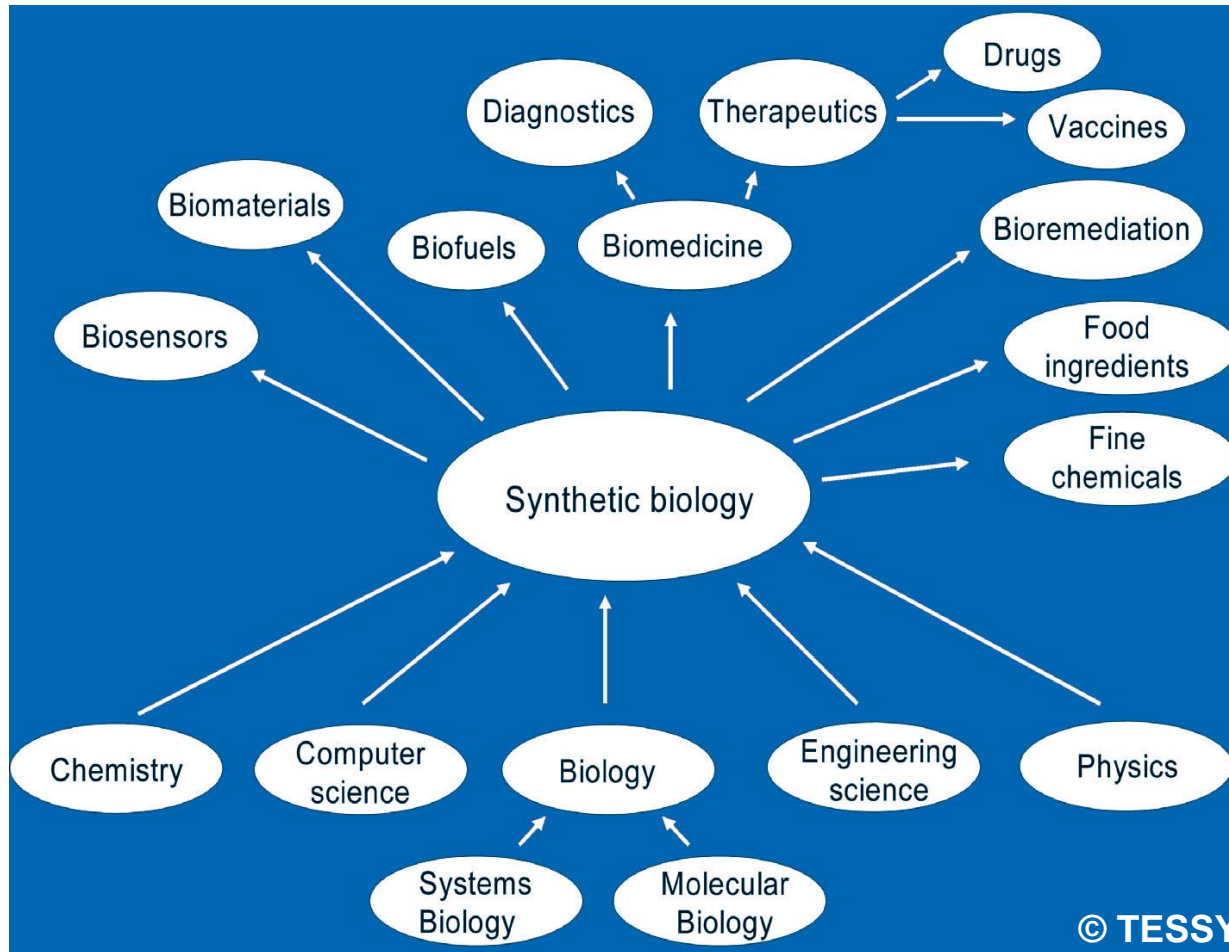 Drugs
Diagnostics
Therapeutics
Vaccines
Biomaterials
Biofuels
Biomedicine
Bioremediation
Biosensors
Food
ingredients
Fine
chemicals
Synthetic biology
Chemistry
Computer
science
Biology
Engineering
science
Physics
Systems
Biology
Molecular
Biology
© TESSY